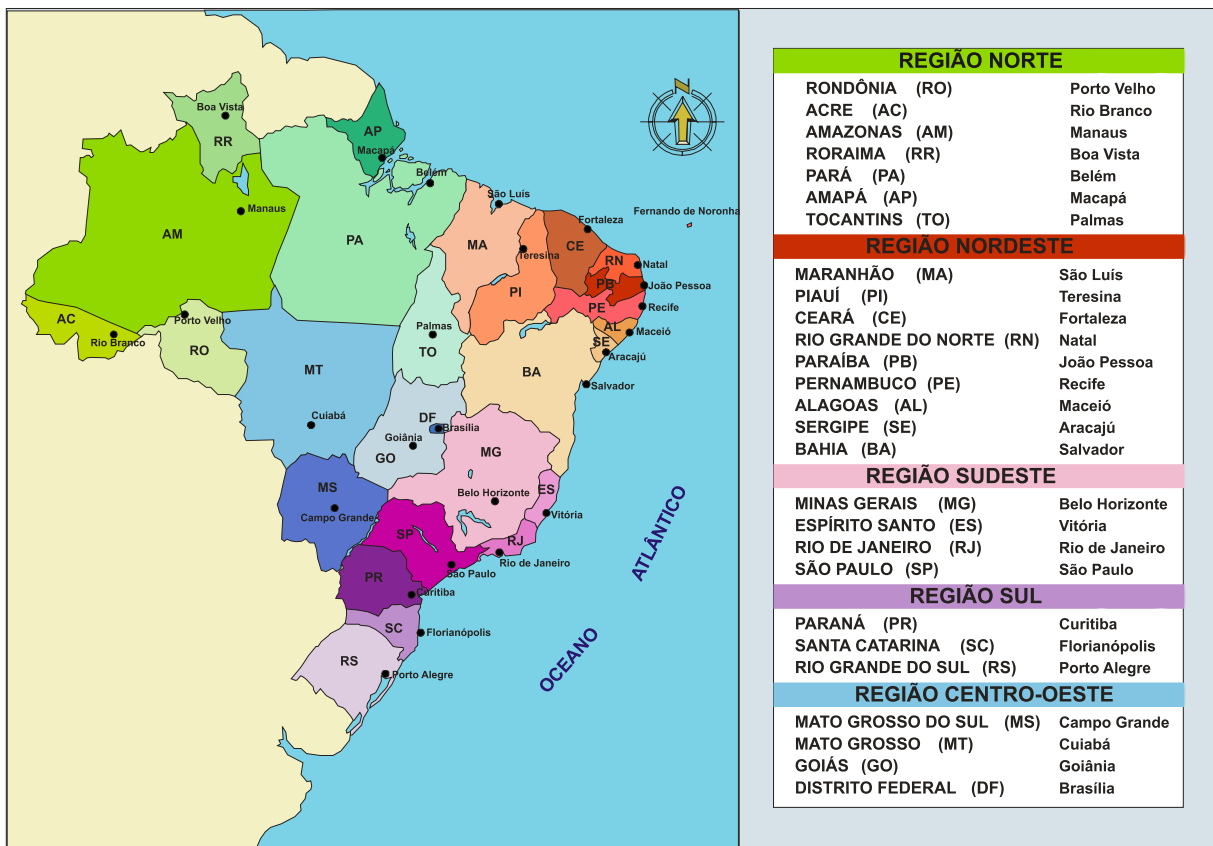 N
Boa Vista
RR
AP
Macapá
Belém
São Luís
Fernando de Noronha
Manaus
Fortaleza
AM
PA
MA
CE
Teresina
RN
Natal
PB
João Pessoa
PI
PE
Recife
AC
Porto Velho
Palmas
AL
Maceió
Rio Branco
RO
TO
SE
Aracajú
MT
BA
Salvador
Cuiabá
DF
Brasília
Goiânia
GO
MG
MS
Belo Horizonte
ES
Campo Grande
Vitória
SP
RJ
Rio de Janeiro
São Paulo
PR
Curitiba
SC
Florianópolis
RS
Porto Alegre
OCEANO
ATLÂNTICO
REGIÃO NORTE
RONDÔNIA (RO) Porto Velho
ACRE (AC) Rio Branco
AMAZONAS (AM) Manaus
RORAIMA (RR) Boa Vista
PARÁ (PA) Belém
AMAPÁ (AP) Macapá
TOCANTINS (TO) Palmas
REGIÃO NORDESTE
MARANHÃO (MA) São Luís
PIAUÍ (PI) Teresina
CEARÁ (CE) Fortaleza
RIO GRANDE DO NORTE (RN) Natal
PARAÍBA (PB) João Pessoa
PERNAMBUCO (PE) Recife
ALAGOAS (AL) Maceió
SERGIPE (SE) Aracajú
BAHIA (BA) Salvador
REGIÃO SUDESTE
MINAS GERAIS (MG) Belo Horizonte
ESPÍRITO SANTO (ES) Vitória
RIO DE JANEIRO (RJ) Rio de Janeiro
SÃO PAULO (SP) São Paulo
REGIÃO SUL
PARANÁ (PR) Curitiba
SANTA CATARINA (SC) Florianópolis
RIO GRANDE DO SUL (RS) Porto Alegre
REGIÃO CENTRO-OESTE
MATO GROSSO DO SUL (MS) Campo Grande
MATO GROSSO (MT) Cuiabá
GOIÁS (GO) Goiânia
DISTRITO FEDERAL (DF) Brasília